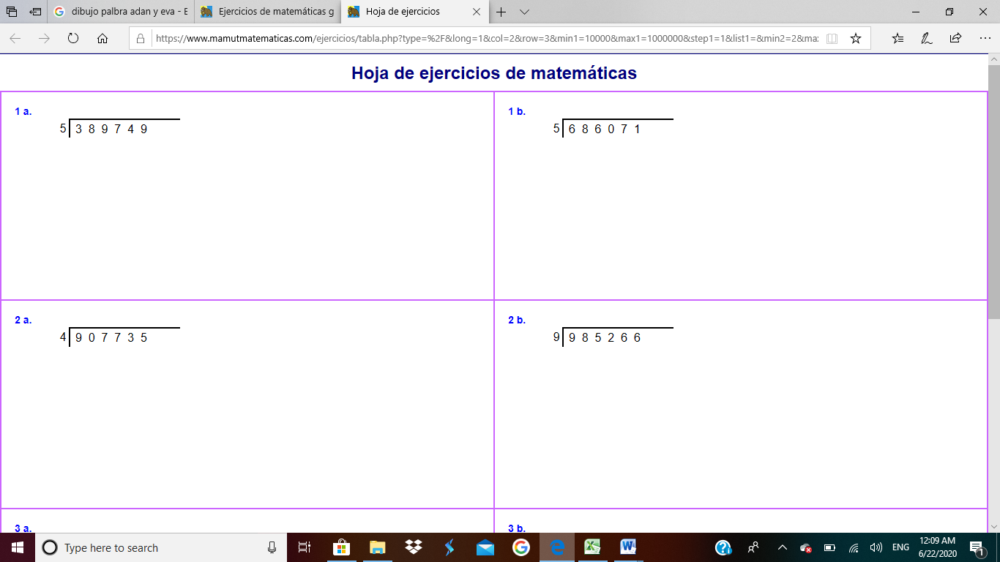 dibujo palbra adan y eva - E
Ejercicios de matemáticas g
Hoja de ejercicios
https://www.mamutmatematicas.com/ejercicios/tabla.php?type=%2F&long=1&col=2&row=3&min1=10000&max1=1000000&step1=1&list1=&min2=2&ma
Hoja de ejercicios de matemáticas
1 a.
5 3 8 9 7 4 9
1 b.
5 6 8 6 0 7 1
2 a.
4 9 0 7 7 3 5
2 b.
9 9 8 5 2 6 6
3 a.
3 b.
Type here to search
ENG
12:09 AM
6/22/2020
1